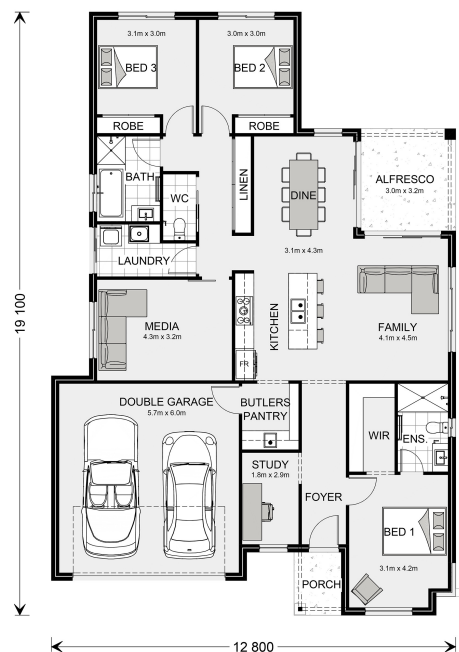 3.1m x 3.0m
3.0m x 3.0m
BED 3
BED 2
ROBE
ROBE
BATH
WC
LINEN
DINE
ALFRESCO
3.0m x 3.2m
3.1m x 4.3m
LAUNDRY
19 100
MEDIA
4.3m x 3.2m
KITCHEN
FAMILY
4.1m x 4.5m
FR
DOUBLE GARAGE
5.7m x 6.0m
BUTLERS
PANTRY
WIR
ENS.
STUDY
1.8m x 2.9m
FOYER
BED 1
3.1m x 4.2m
PORCH
12 800